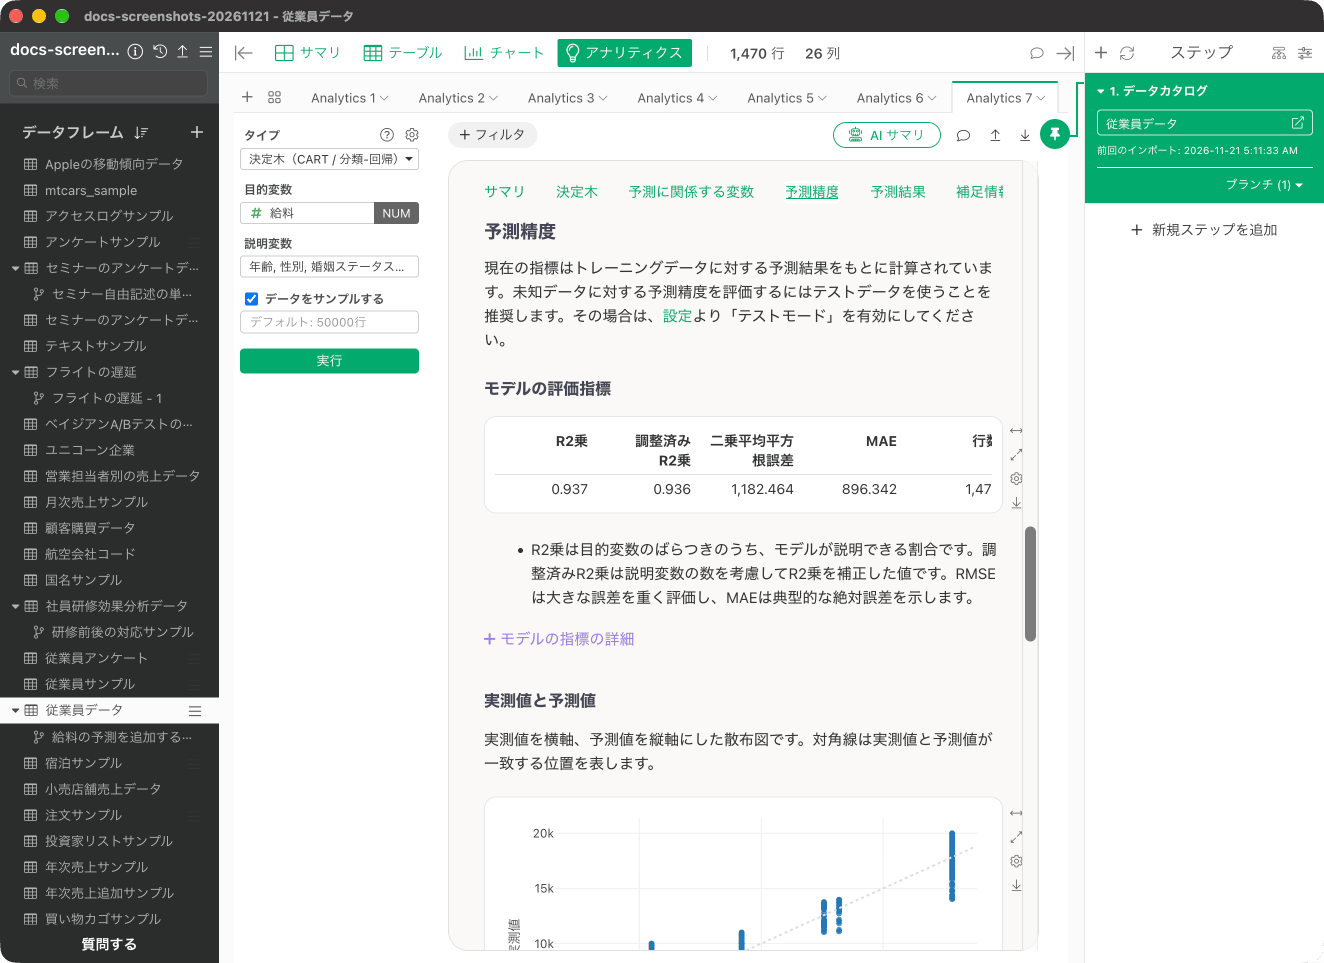 docs-screenshots-20261121 - 従業員データ
docs-screen...
検索
データフレーム
Appleの移動傾向データ
mtcars_sample
アクセスログサンプル
アンケートサンプル
セミナーのアンケートデ...
セミナー自由記述の単...
セミナーのアンケートデ...
テキストサンプル
フライトの遅延
フライトの遅延 - 1
ベイジアンA/Bテストの...
ユニコーン企業
営業担当者別の売上データ
月次売上サンプル
顧客購買データ
航空会社コード
国名サンプル
社員研修効果分析データ
研修前後の対応サンプル
従業員アンケート
従業員サンプル
従業員データ
給料の予測を追加する...
宿泊サンプル
小売店舗売上データ
注文サンプル
投資家リストサンプル
年次売上サンプル
年次売上追加サンプル
買い物カゴサンプル
質問する
サマリ テーブル チャート アナリティクス 1,470 行 26 列
Analytics 1 Analytics 2 Analytics 3 Analytics 4 Analytics 5 Analytics 6 Analytics 7
タイプ
決定木（CART / 分類-回帰）
目的変数
# 給料 NUM
説明変数
年齢, 性別, 婚姻ステータス...
データをサンプルする
デフォルト: 50000行
実行
+ フィルタ
AI サマリ
サマリ 決定木 予測に関係する変数 予測精度 予測結果 補足情報
予測精度
現在の指標はトレーニングデータに対する予測結果をもとに計算されていま
す。未知データに対する予測精度を評価するにはテストデータを使うことを
推奨します。その場合は、設定より「テストモード」を有効にしてくださ
い。
モデルの評価指標
R2乗 調整済み 二乗平均平方 MAE 行数
R2乗 根誤差
0.937 0.936 1,182.464 896.342 1,47
• R2乗は目的変数のばらつきのうち、モデルが説明できる割合です。調
整済みR2乗は説明変数の数を考慮してR2乗を補正した値です。RMSE
は大きな誤差を重く評価し、MAEは典型的な絶対誤差を示します。
+ モデルの指標の詳細
実測値と予測値
実測値を横軸、予測値を縦軸にした散布図です。対角線は実測値と予測値が
一致する位置を表します。
20k
15k
10k
実測値
ステップ
1. データカタログ
従業員データ
前回のインポート: 2026-11-21 5:11:33 AM
ブランチ (1)
+ 新規ステップを追加